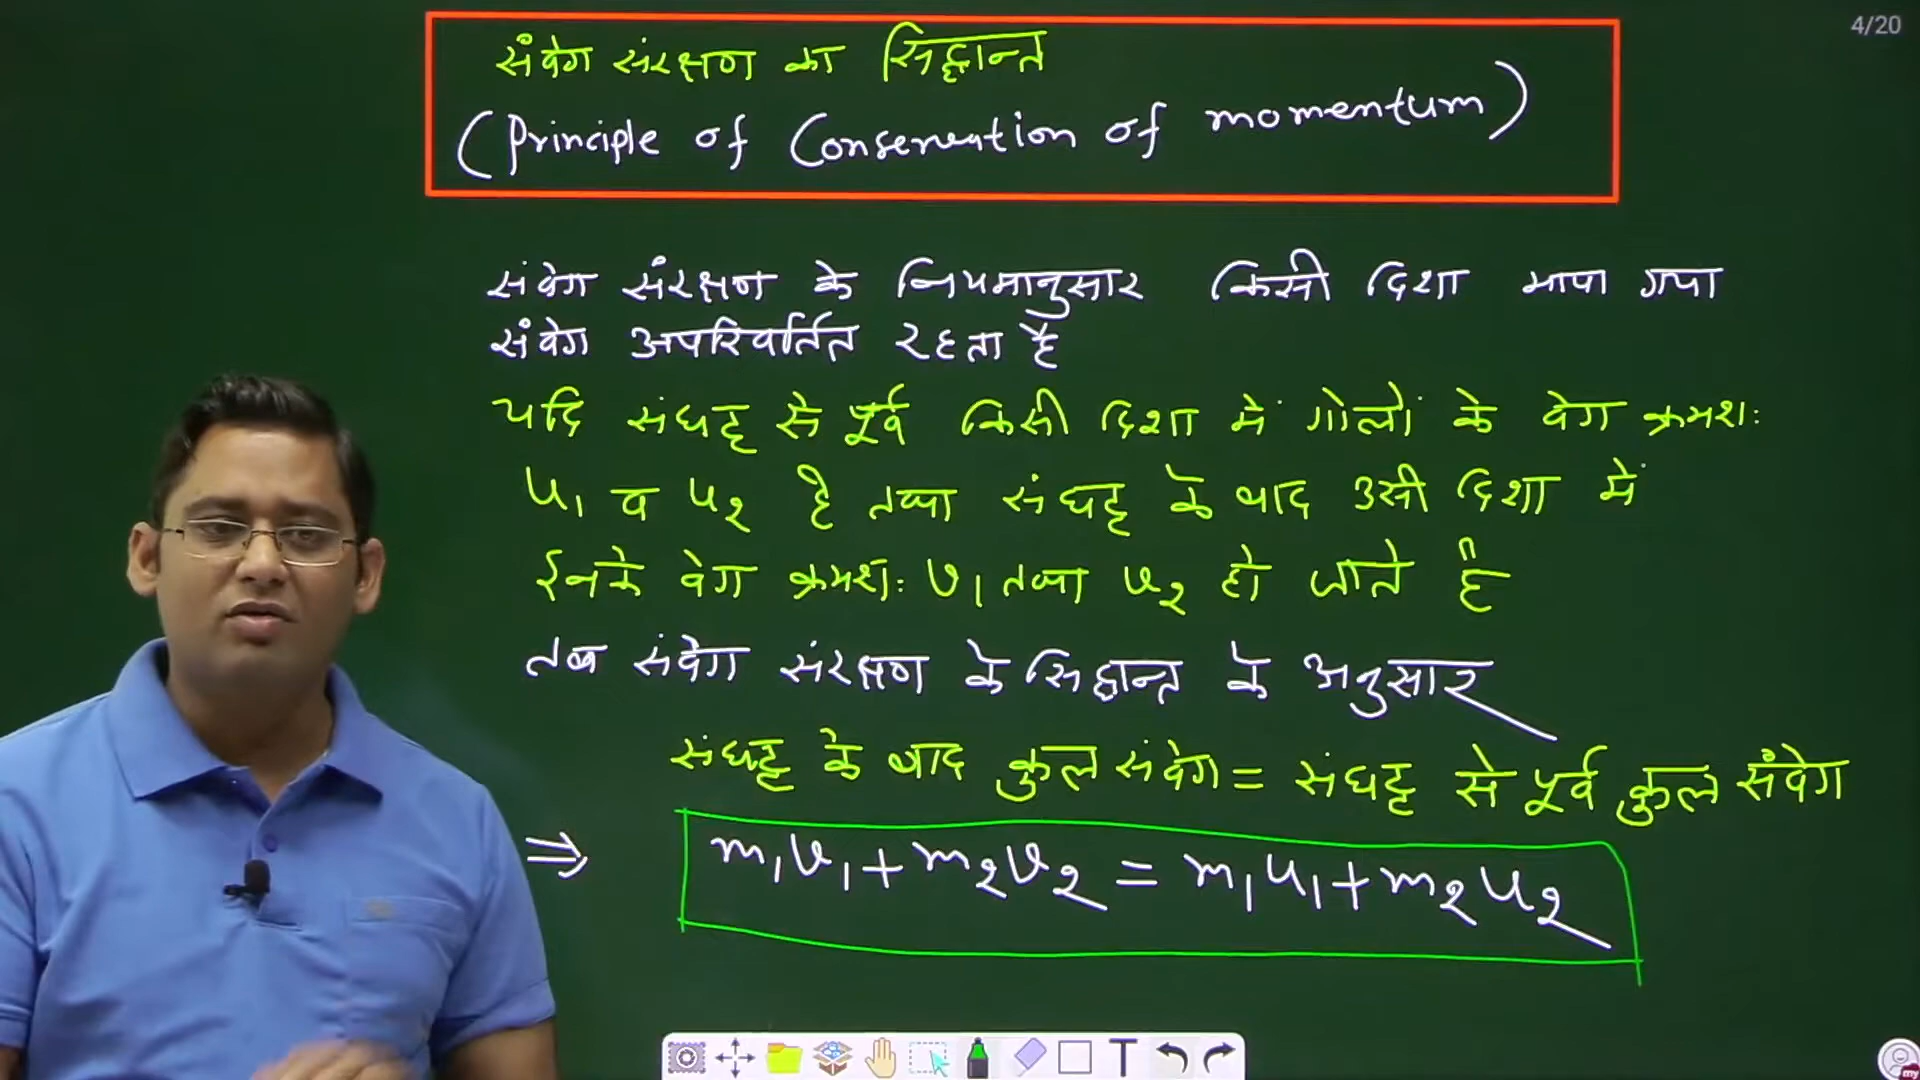 4/20
संवेग संरक्षण का सिद्धान्त
(Principle of Conservation of momentum)
संवेग संरक्षण के नियमानुसार किसी दिशा मापा गया
संवेग अपरिवर्तित रहता है
यदि संघट्ट से पूर्व किसी दिशा में गोलों के वेग क्रमशः
u₁ व u₂ है तथा संघट्ट के बाद उसी दिशा में
इनके वेग क्रमशः v₁ तथा v₂ हो जाते हैं
तब संवेग संरक्षण के सिद्धान्त के अनुसार
संघट्ट के बाद कुल संवेग = संघट्ट से पूर्व कुल संवेग
⇒ m₁v₁ + m₂v₂ = m₁u₁ + m₂u₂
T
my